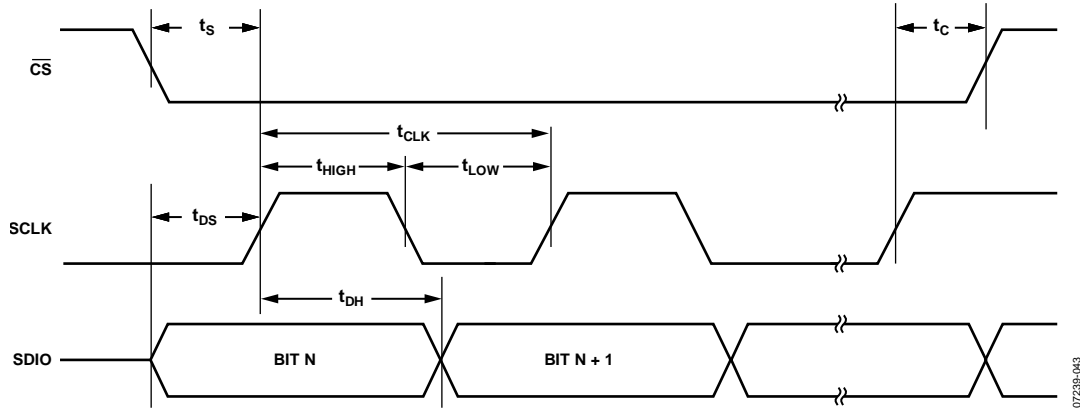 tS
tC
CS
tCLK
tHIGH
tLOW
tDS
SCLK
tDH
SDIO
BIT N
BIT N + 1
07239-043